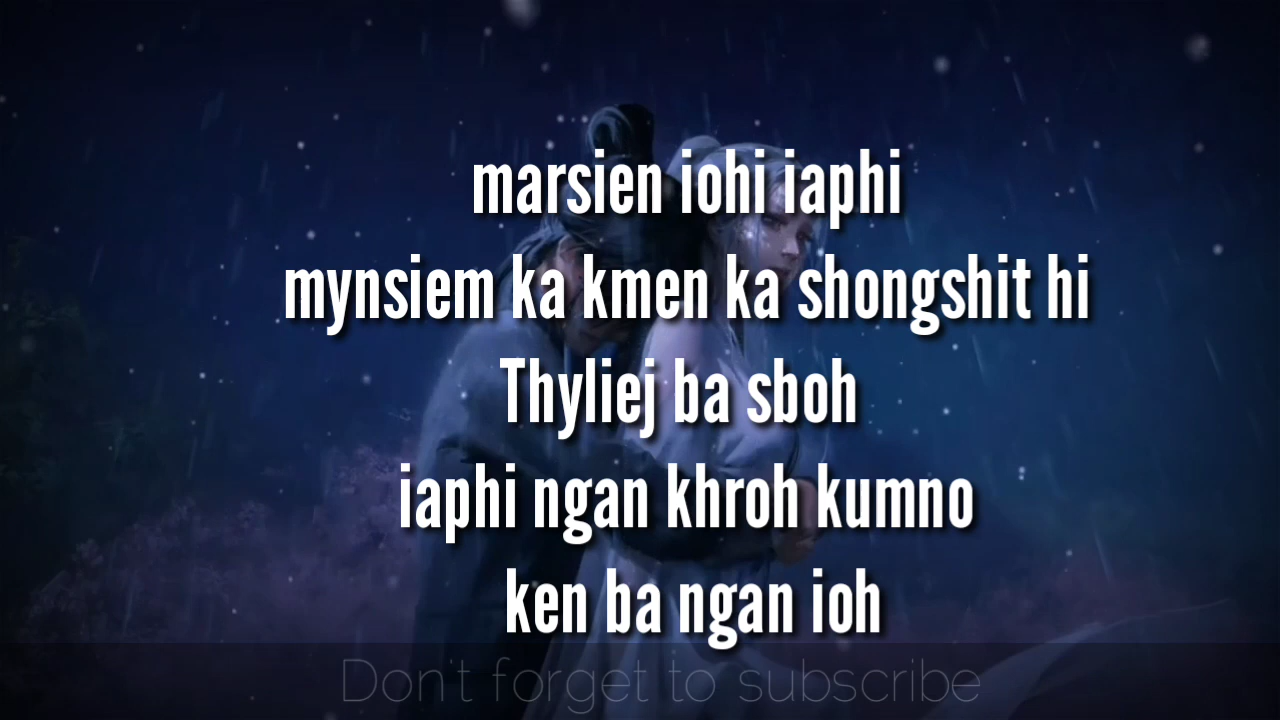 marsien iohi iaphi
mynsiem ka kmen ka shongshit hi
Thyliej ba sboh
iaphi ngan khroh kumno
ken ba ngan ioh
Don't forget to subscribe